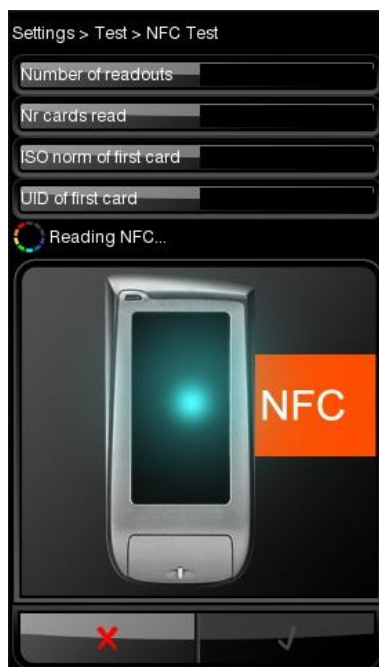 Settings > Test > NFC Test
Number of readouts
Nr cards read
ISO norm of first card
UID of first card
Reading NFC...
NFC